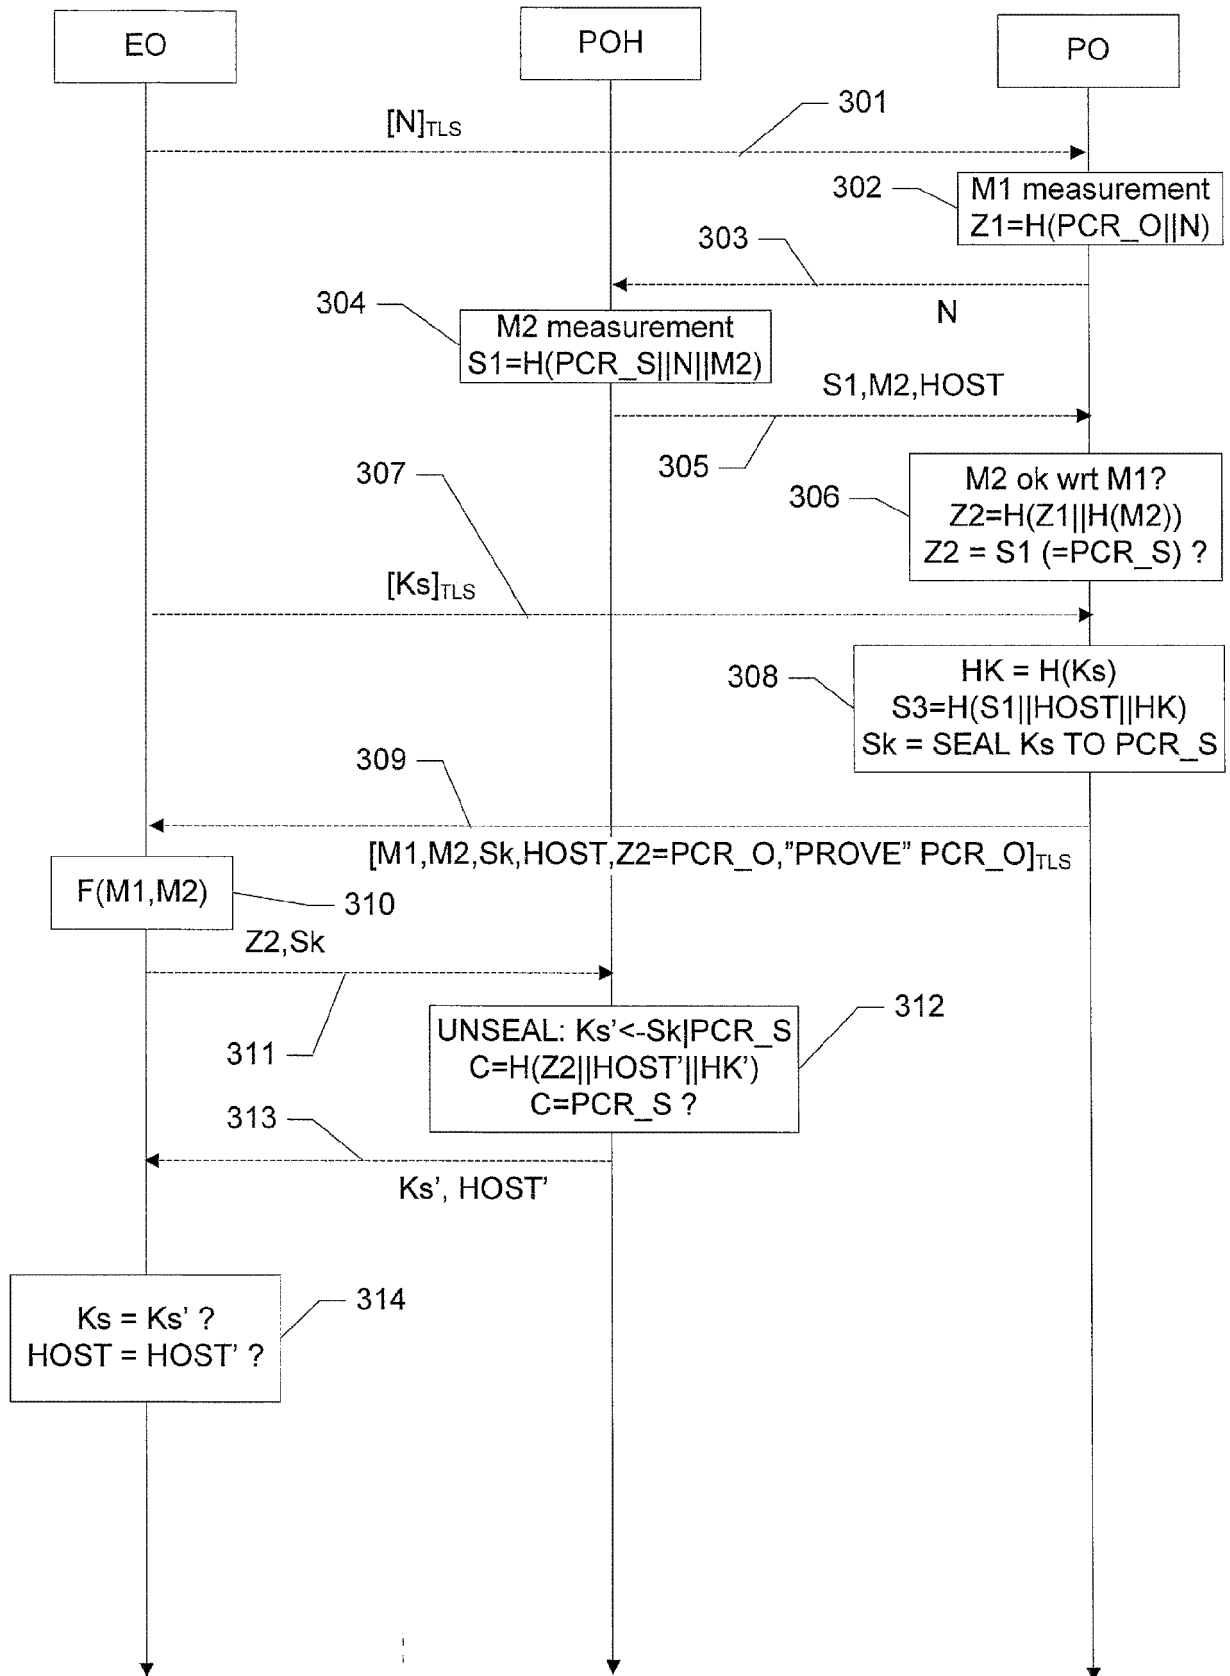 EO
POH
PO
301
[N]TLS
302
M1 measurement
Z1=H(PCR_O||N)
303
N
304
M2 measurement
S1=H(PCR_S||N||M2)
S1,M2,HOST
305
307
306
M2 ok wrt M1?
Z2=H(Z1||H(M2))
Z2 = S1 (=PCR_S) ?
[Ks]TLS
308
HK = H(Ks)
S3=H(S1||HOST||HK)
Sk = SEAL Ks TO PCR_S
309
[M1,M2,Sk,HOST,Z2=PCR_O,”PROVE” PCR_O]TLS
F(M1,M2)
310
Z2,Sk
311
312
UNSEAL: Ks’<-Sk|PCR_S
C=H(Z2||HOST’||HK’)
C=PCR_S ?
313
Ks’, HOST’
314
Ks = Ks’ ?
HOST = HOST’ ?